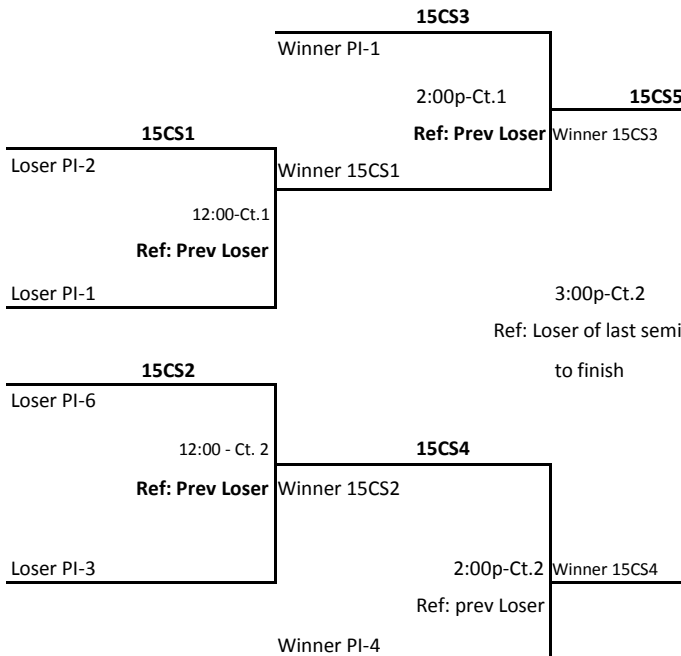 15CS3
Winner PI-1
2:00p-Ct.1
15CS5
15CS1
Ref: Prev Loser
Winner 15CS3
Loser PI-2
Winner 15CS1
12:00-Ct.1
Ref: Prev Loser
Loser PI-1
3:00p-Ct.2
Ref: Loser of last semi
15CS2
to finish
Loser PI-6
12:00 - Ct. 2
15CS4
Ref: Prev Loser
Winner 15CS2
Loser PI-3
2:00p-Ct.2
Winner 15CS4
Ref: prev Loser
Winner PI-4